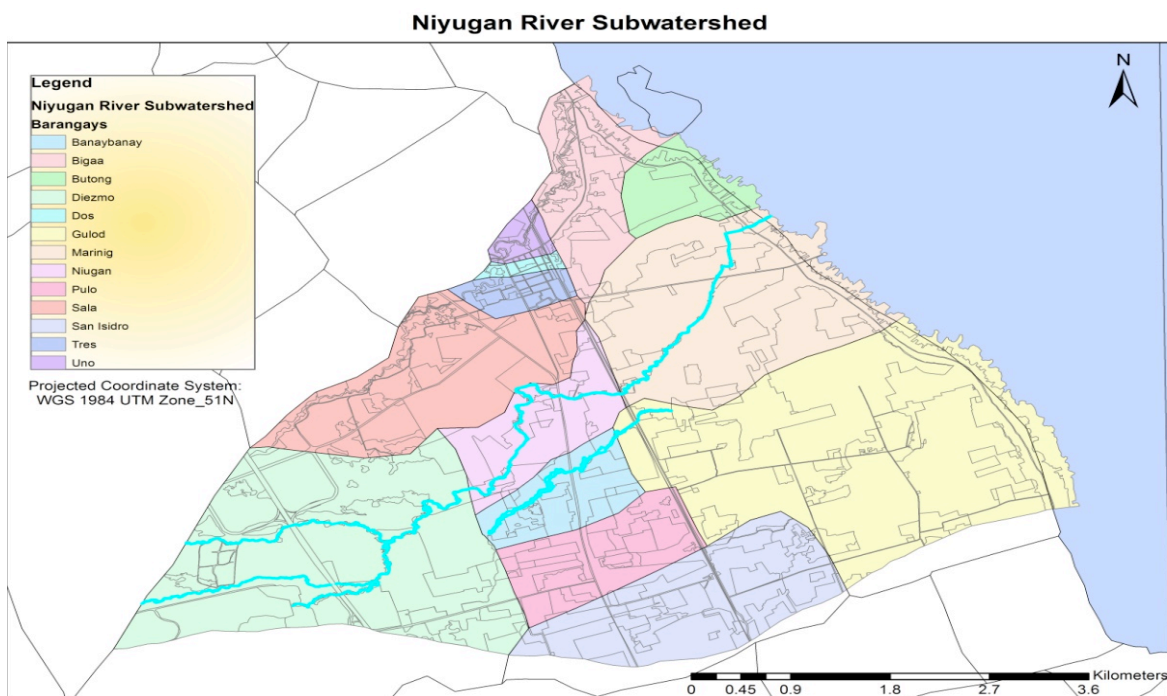 Niyugan River Subwatershed
N
Legend
Niyugan River Subwatershed
Barangays
Banaybanay
Bigaa
Butong
Diezmo
Dos
Gulod
Marinig
Niugan
Pulo
Sala
San Isidro
Tres
Uno
Projected Coordinate System:
WGS 1984 UTM Zone_51N
Kilometers
0 0.45 0.9 1.8 2.7 3.6